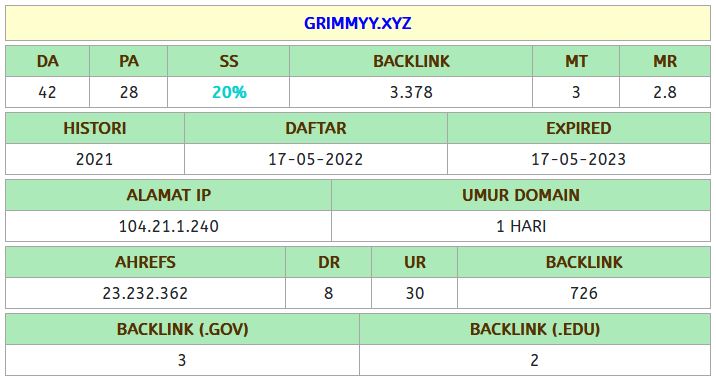 GRIMMYY.XYZ
DA PA SS BACKLINK MT MR
42 28 20% 3.378 3 2.8
HISTORI DAFTAR EXPIRED
2021 17-05-2022 17-05-2023
ALAMAT IP UMUR DOMAIN
104.21.1.240 1 HARI
AHREFS DR UR BACKLINK
23.232.362 8 30 726
BACKLINK (.GOV) BACKLINK (.EDU)
3 2